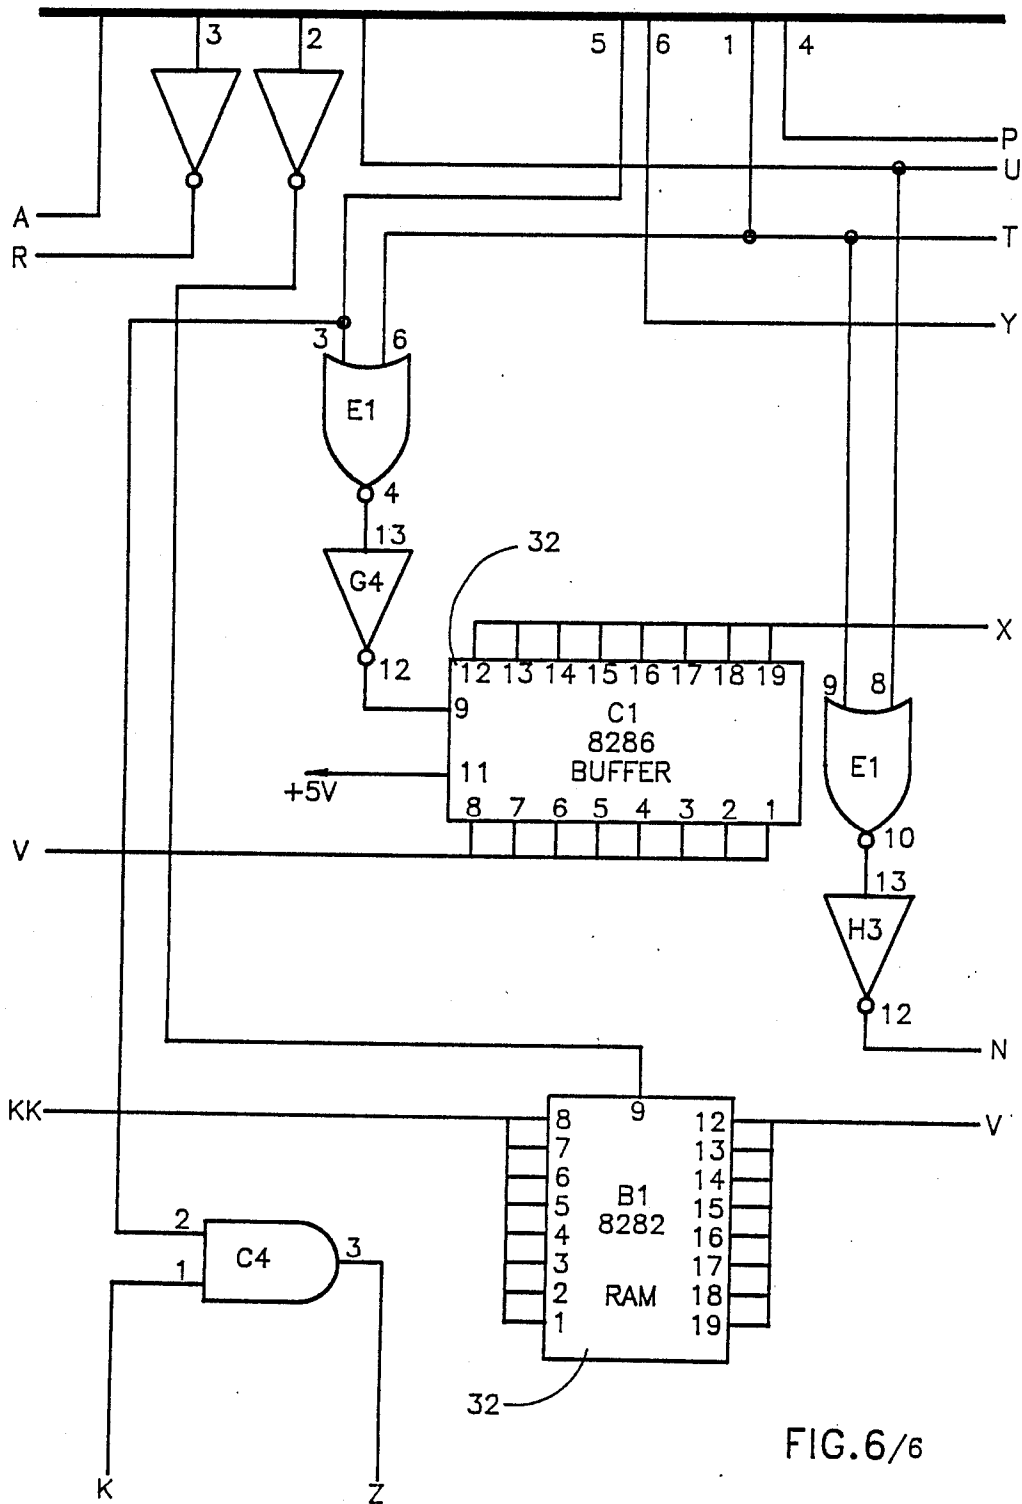 3 2 5 6 1 4
P
U
A
T
R
Y
3 6
E1
4
13
32
G4
X
12
12 13 14 15 16 17 18 19
9 8
9
C1
8286
BUFFER
E1
11
+5V
8 7 6 5 4 3 2 1
10
V
13
H3
12
N
KK
9
8 12
V
7 13
6 14
B1
5 15
8282
4 16
2
C4
3
3 17
1
2 18
RAM
1 19
32
FIG.6/6
K Z